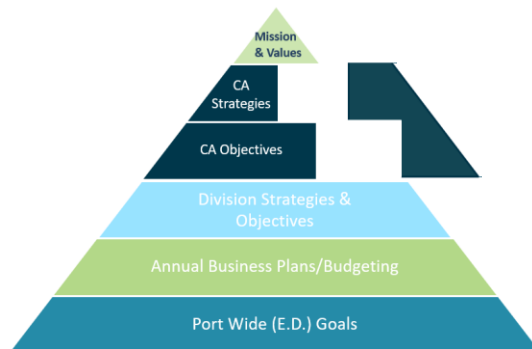 Mission
& Values
CA
Strategies
CA Objectives
Division Strategies &
Objectives
Annual Business Plans/Budgeting
Port Wide (E.D.) Goals